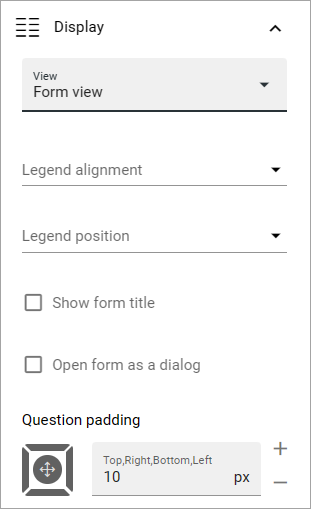 Display
View
Form view
Legend alignment
Legend position
Show form title
Open form as a dialog
Question padding
Top,Right,Bottom,Left
10 px